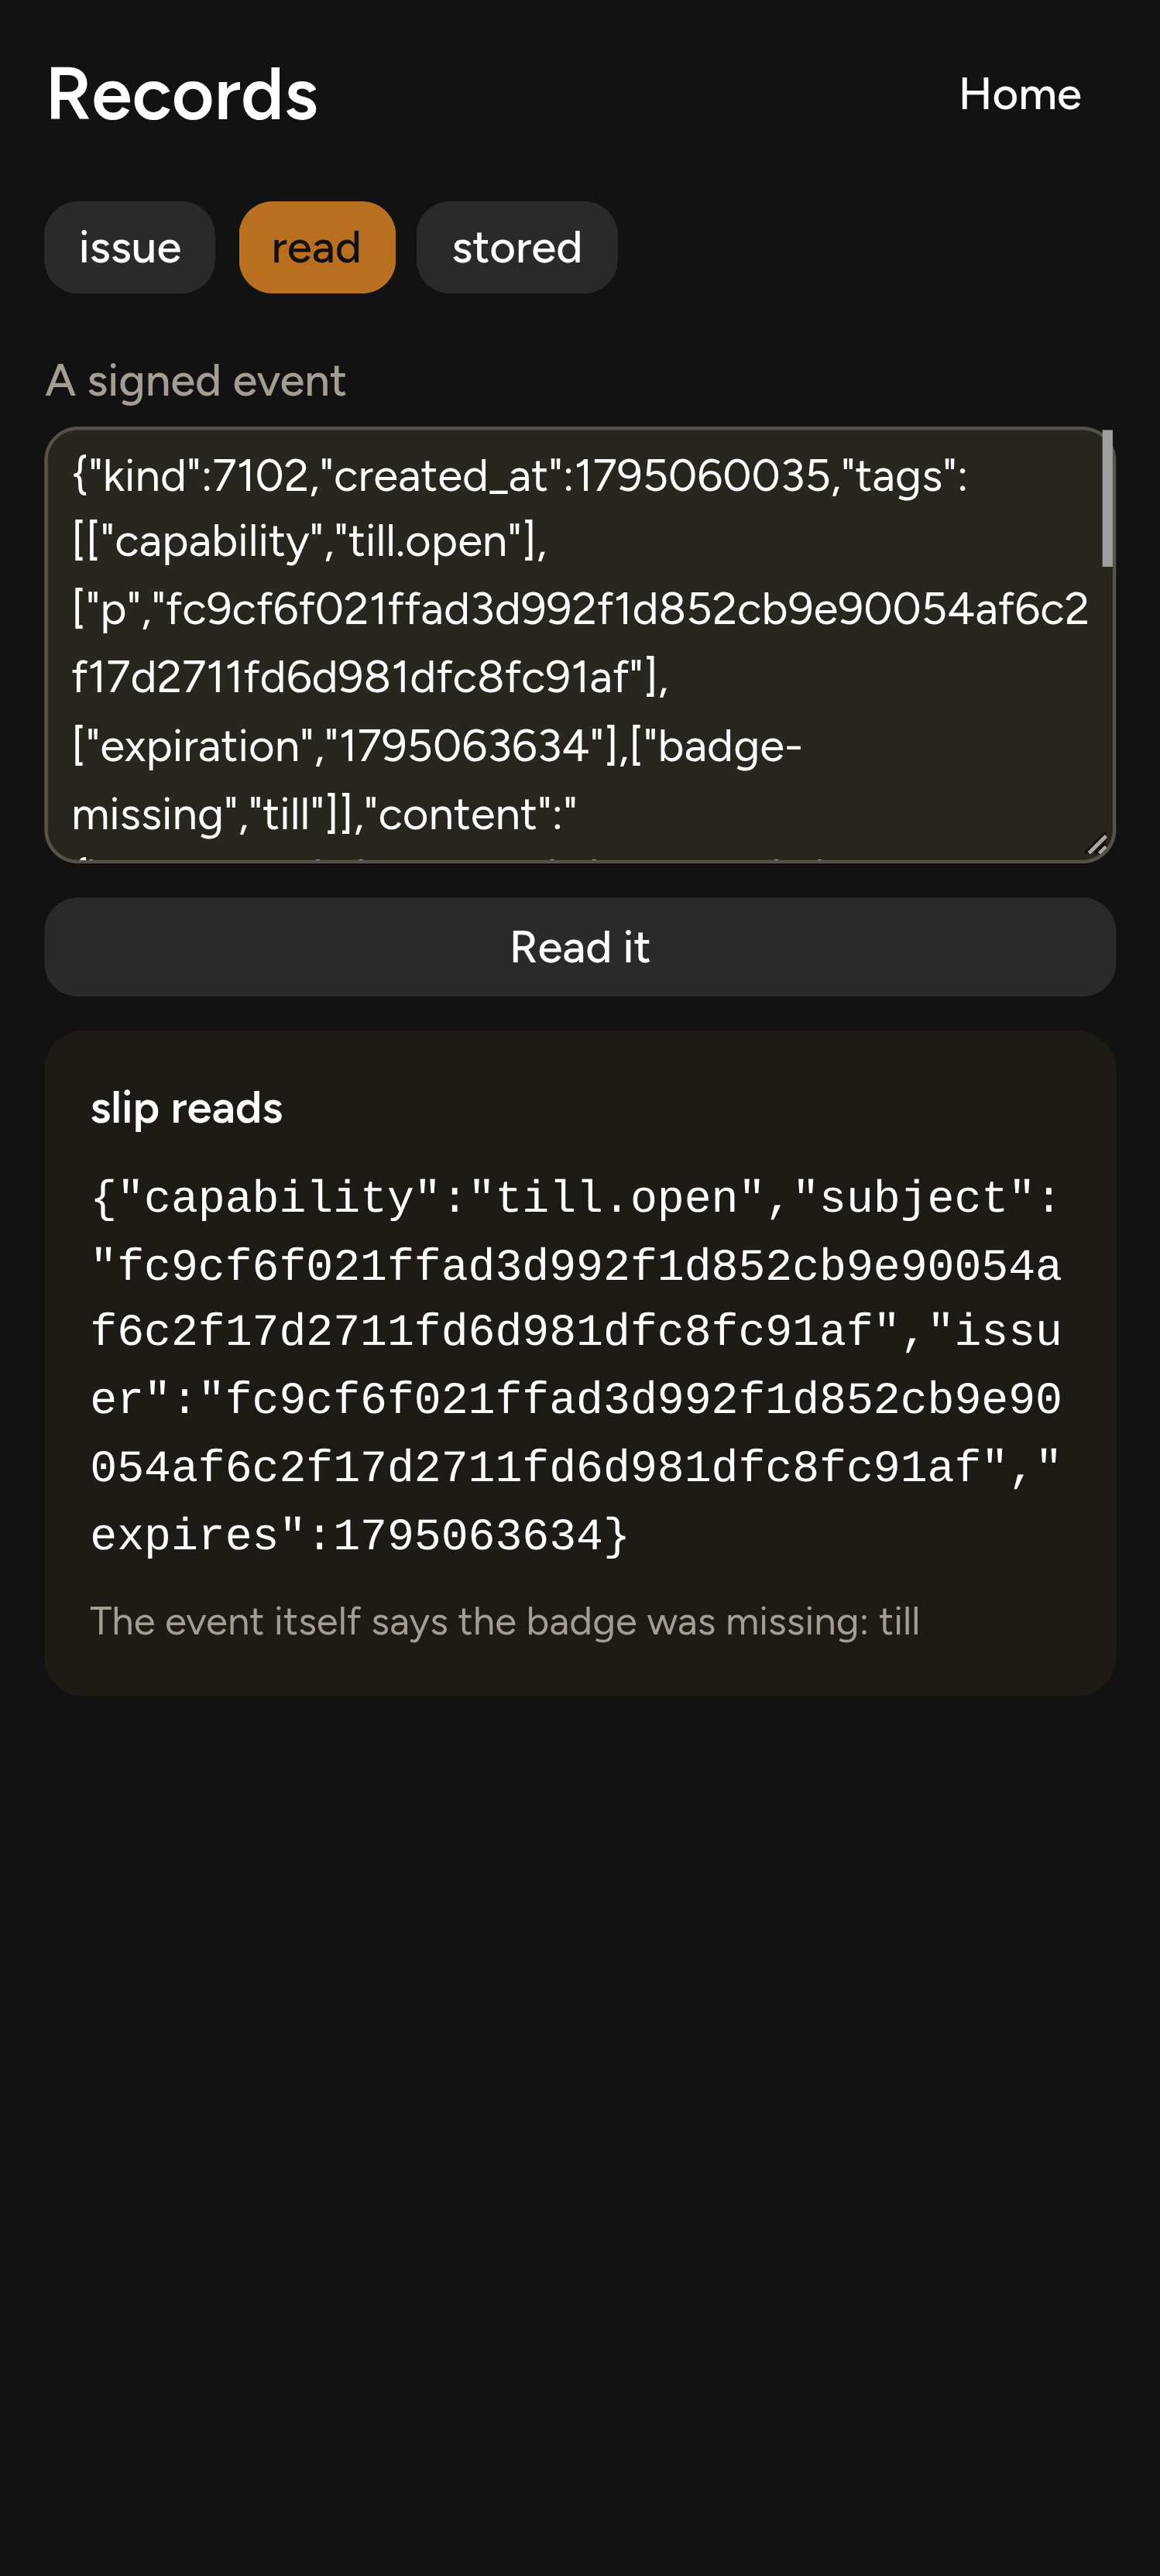 Records
Home
issue
read
stored
A signed event
{"kind":7102,"created_at":1795060035,"tags":
[["capability","till.open"],
["p","fc9cf6f021ffad3d992f1d852cb9e90054af6c2
f17d2711fd6d981dfc8fc91af"],
["expiration","1795063634"],["badge-
missing","till"]],"content":"
Read it
slip reads
{"capability":"till.open","subject":
"fc9cf6f021ffad3d992f1d852cb9e90054a
f6c2f17d2711fd6d981dfc8fc91af","issu
er":"fc9cf6f021ffad3d992f1d852cb9e90
054af6c2f17d2711fd6d981dfc8fc91af","
expires":1795063634}
The event itself says the badge was missing: till